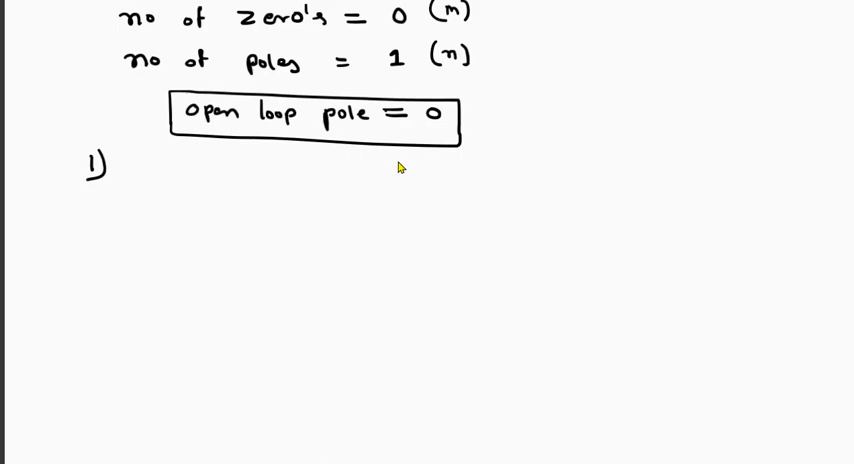 no of zero's = 0 (m)
no of poles = 1 (n)
open loop pole = 0
1)